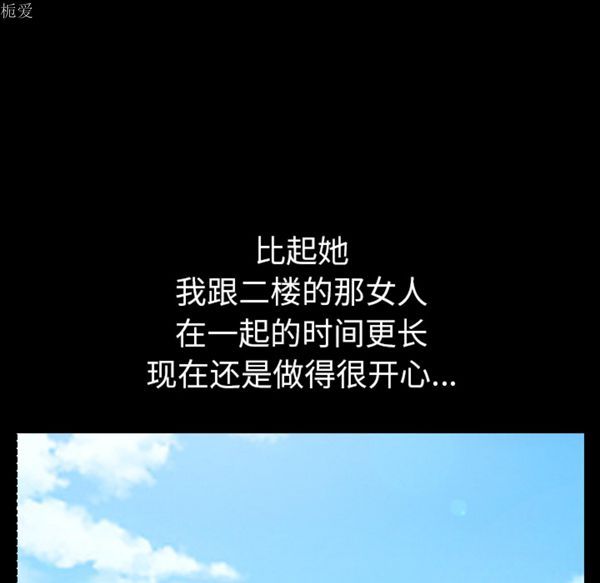 栀爱
比起她
我跟二楼的那女人
在一起的时间更长
现在还是做得很开心...